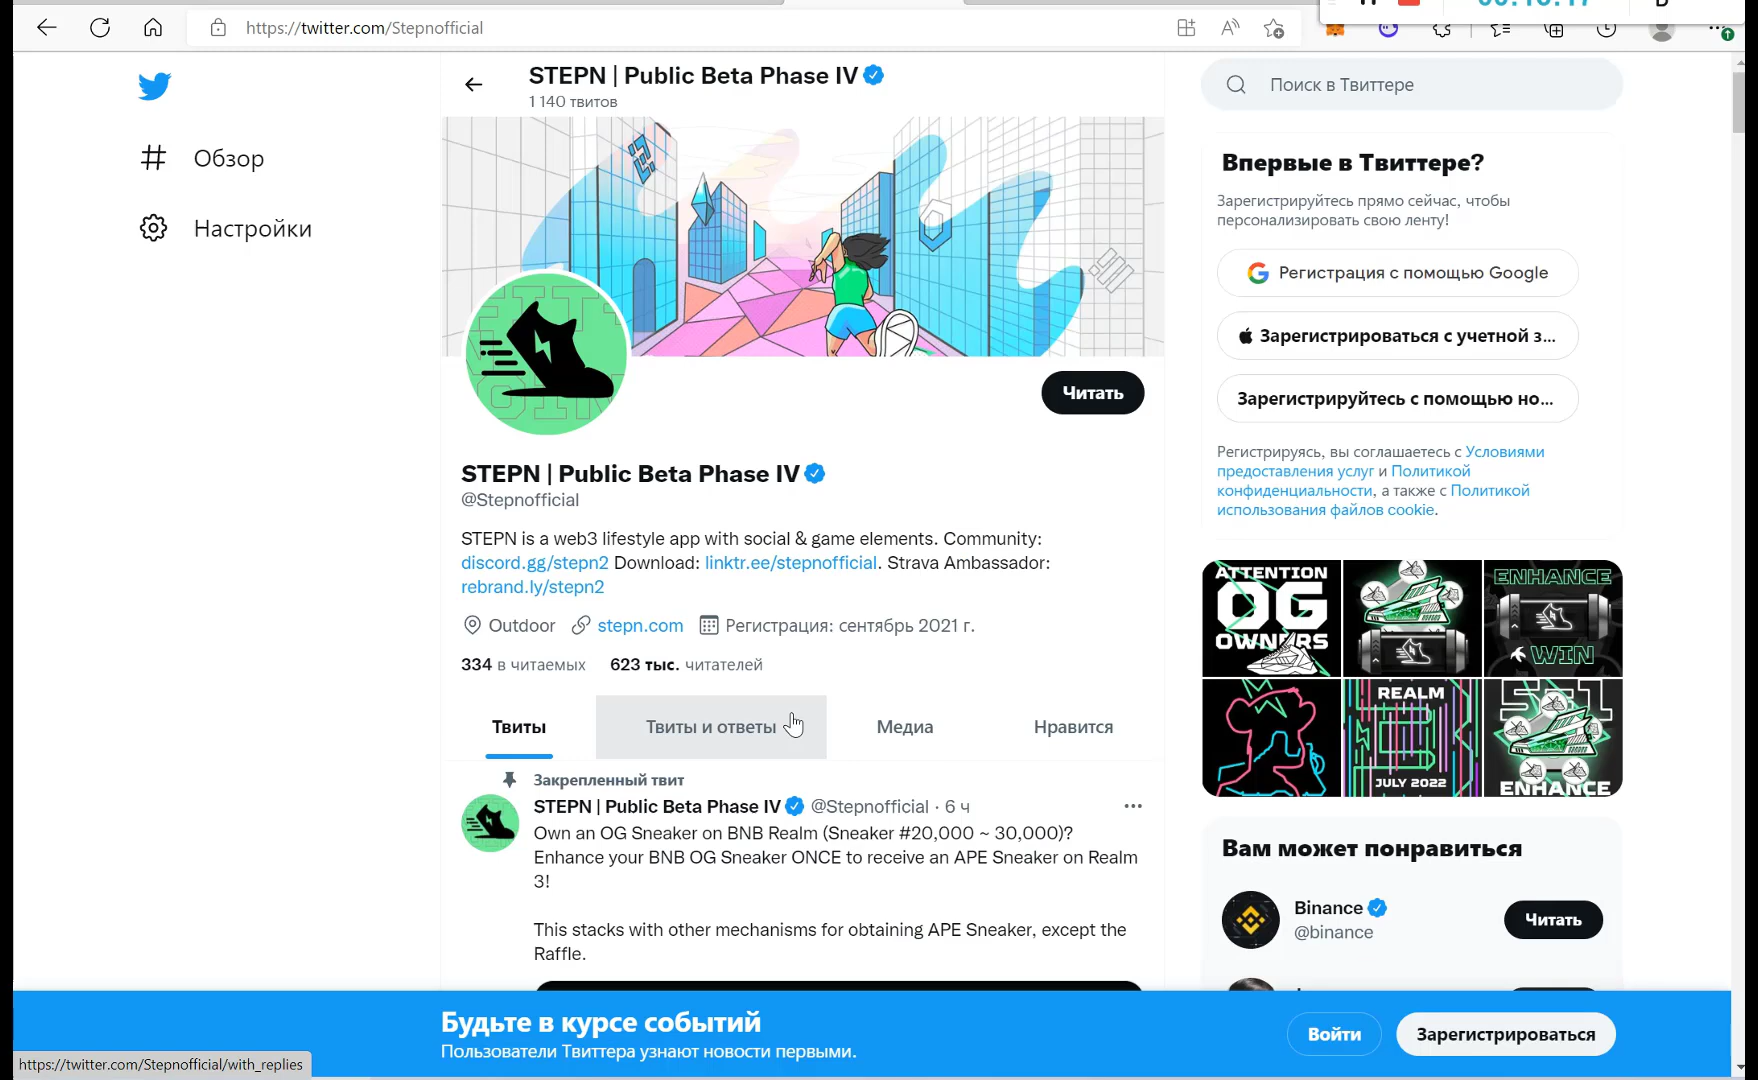 https://twitter.com/Stepnofficial
STEPN | Public Beta Phase IV
1 140 твитов
Поиск в Твиттере
Обзор
Настройки
Впервые в Твиттере?
Зарегистрируйтесь прямо сейчас, чтобы
персонализировать свою ленту!
Регистрация с помощью Google
Зарегистрироваться с учетной з...
Зарегистрируйтесь с помощью но...
Регистрируясь, вы соглашаетесь с Условиями
предоставления услуг и Политикой
конфиденциальности, а также с Политикой
использования файлов cookie.
Читать
STEPN | Public Beta Phase IV
@Stepnofficial
STEPN is a web3 lifestyle app with social & game elements. Community:
discord.gg/stepn2 Download: linktr.ee/stepnofficial. Strava Ambassador:
rebrand.ly/stepn2
Outdoor stepn.com Регистрация: сентябрь 2021 г.
334 в читаемых 623 тыс. читателей
Твиты Твиты и ответы Медиа Нравится
Закрепленный твит
STEPN | Public Beta Phase IV @Stepnofficial · 6 ч
Own an OG Sneaker on BNB Realm (Sneaker #20,000 ~ 30,000)?
Enhance your BNB OG Sneaker ONCE to receive an APE Sneaker on Realm
3!
This stacks with other mechanisms for obtaining APE Sneaker, except the
Raffle.
ATTENTION
OG
OWNERS
ENHANCE
WIN
REALM
JULY 2022
5=1
ENHANCE
Вам может понравиться
Binance
@binance
Читать
Будьте в курсе событий
Пользователи Твиттера узнают новости первыми.
Войти
Зарегистрироваться
https://twitter.com/Stepnofficial/with_replies